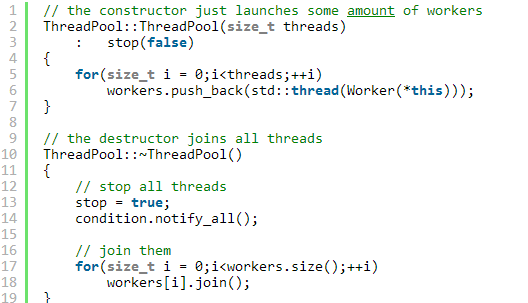 1 // the constructor just launches some amount of workers
2 ThreadPool::ThreadPool(size_t threads)
3     :   stop(false)
4 {
5     for(size_t i = 0;i<threads;++i)
6         workers.push_back(std::thread(Worker(*this)));
7 }
8
9 // the destructor joins all threads
10 ThreadPool::~ThreadPool()
11 {
12     // stop all threads
13     stop = true;
14     condition.notify_all();
15
16     // join them
17     for(size_t i = 0;i<workers.size();++i)
18         workers[i].join();
19 }